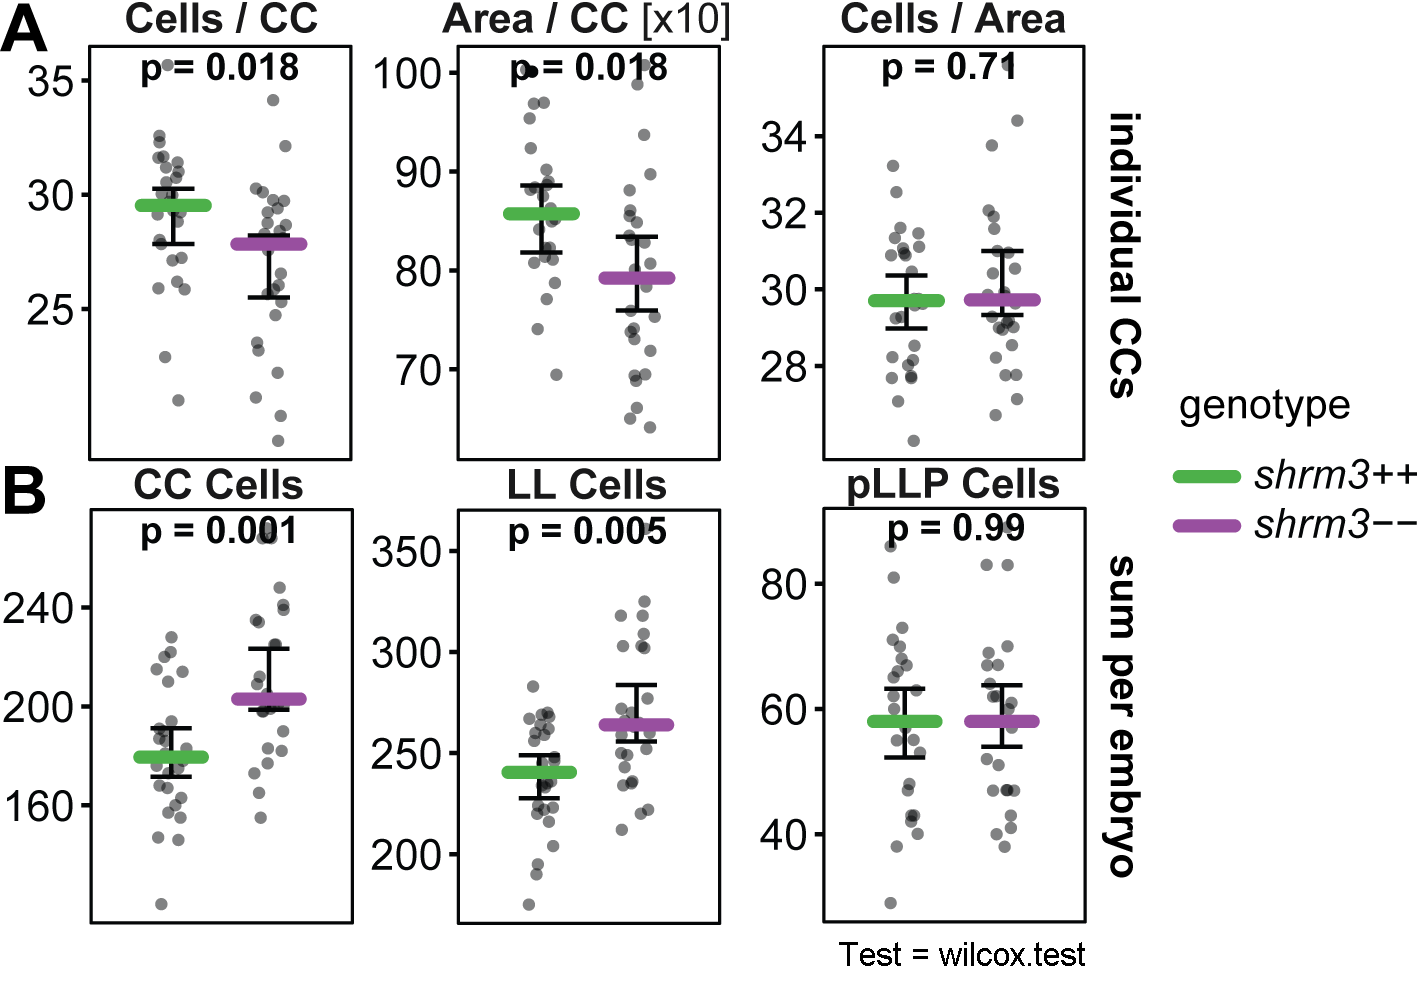 A
Cells / CC
Area / CC [x10]
Cells / Area
p = 0.018
p = 0.018
p = 0.71
35
30
25
100
90
80
70
34
32
30
28
individual CCs
genotype
shrm3++
shrm3−−
B
CC Cells
LL Cells
pLLP Cells
p = 0.001
p = 0.005
p = 0.99
240
200
160
350
300
250
200
80
60
40
sum per embryo
Test = wilcox.test